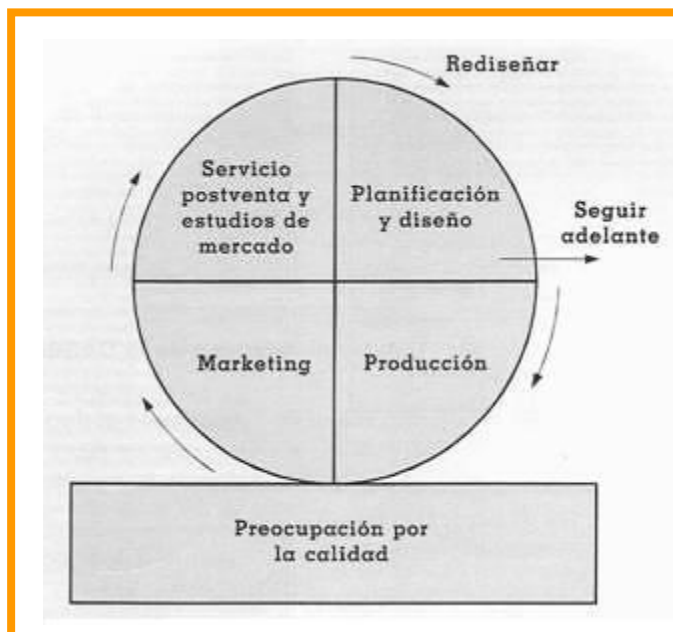 Rediseñar
Servicio
postventa y
estudios de
mercado
Planificación
y diseño
Seguir
adelante
Marketing
Producción
Preocupación por
la calidad